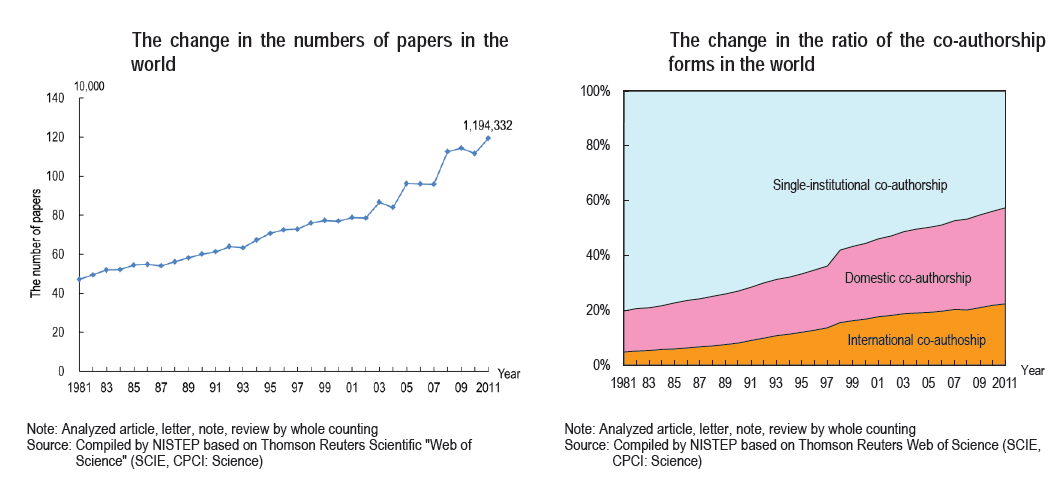 The change in the numbers of papers in the
world
10,000
140
120
100
80
60
40
20
0
The number of papers
1,194,332
1981 83 85 87 89 91 93 95 97 99 01 03 05 07 09 2011
Year
Note: Analyzed article, letter, note, review by whole counting
Source: Compiled by NISTEP based on Thomson Reuters Scientific "Web of
Science" (SCIE, CPCI: Science)
The change in the ratio of the co-authorship
forms in the world
100%
80%
60%
40%
20%
0%
Single-institutional co-authorship
Domestic co-authorship
International co-authoship
1981 83 85 87 89 91 93 95 97 99 01 03 05 07 09 2011
Year
Note: Analyzed article, letter, note, review by whole counting
Source: Compiled by NISTEP based on Thomson Reuters Web of Science (SCIE,
CPCI: Science)